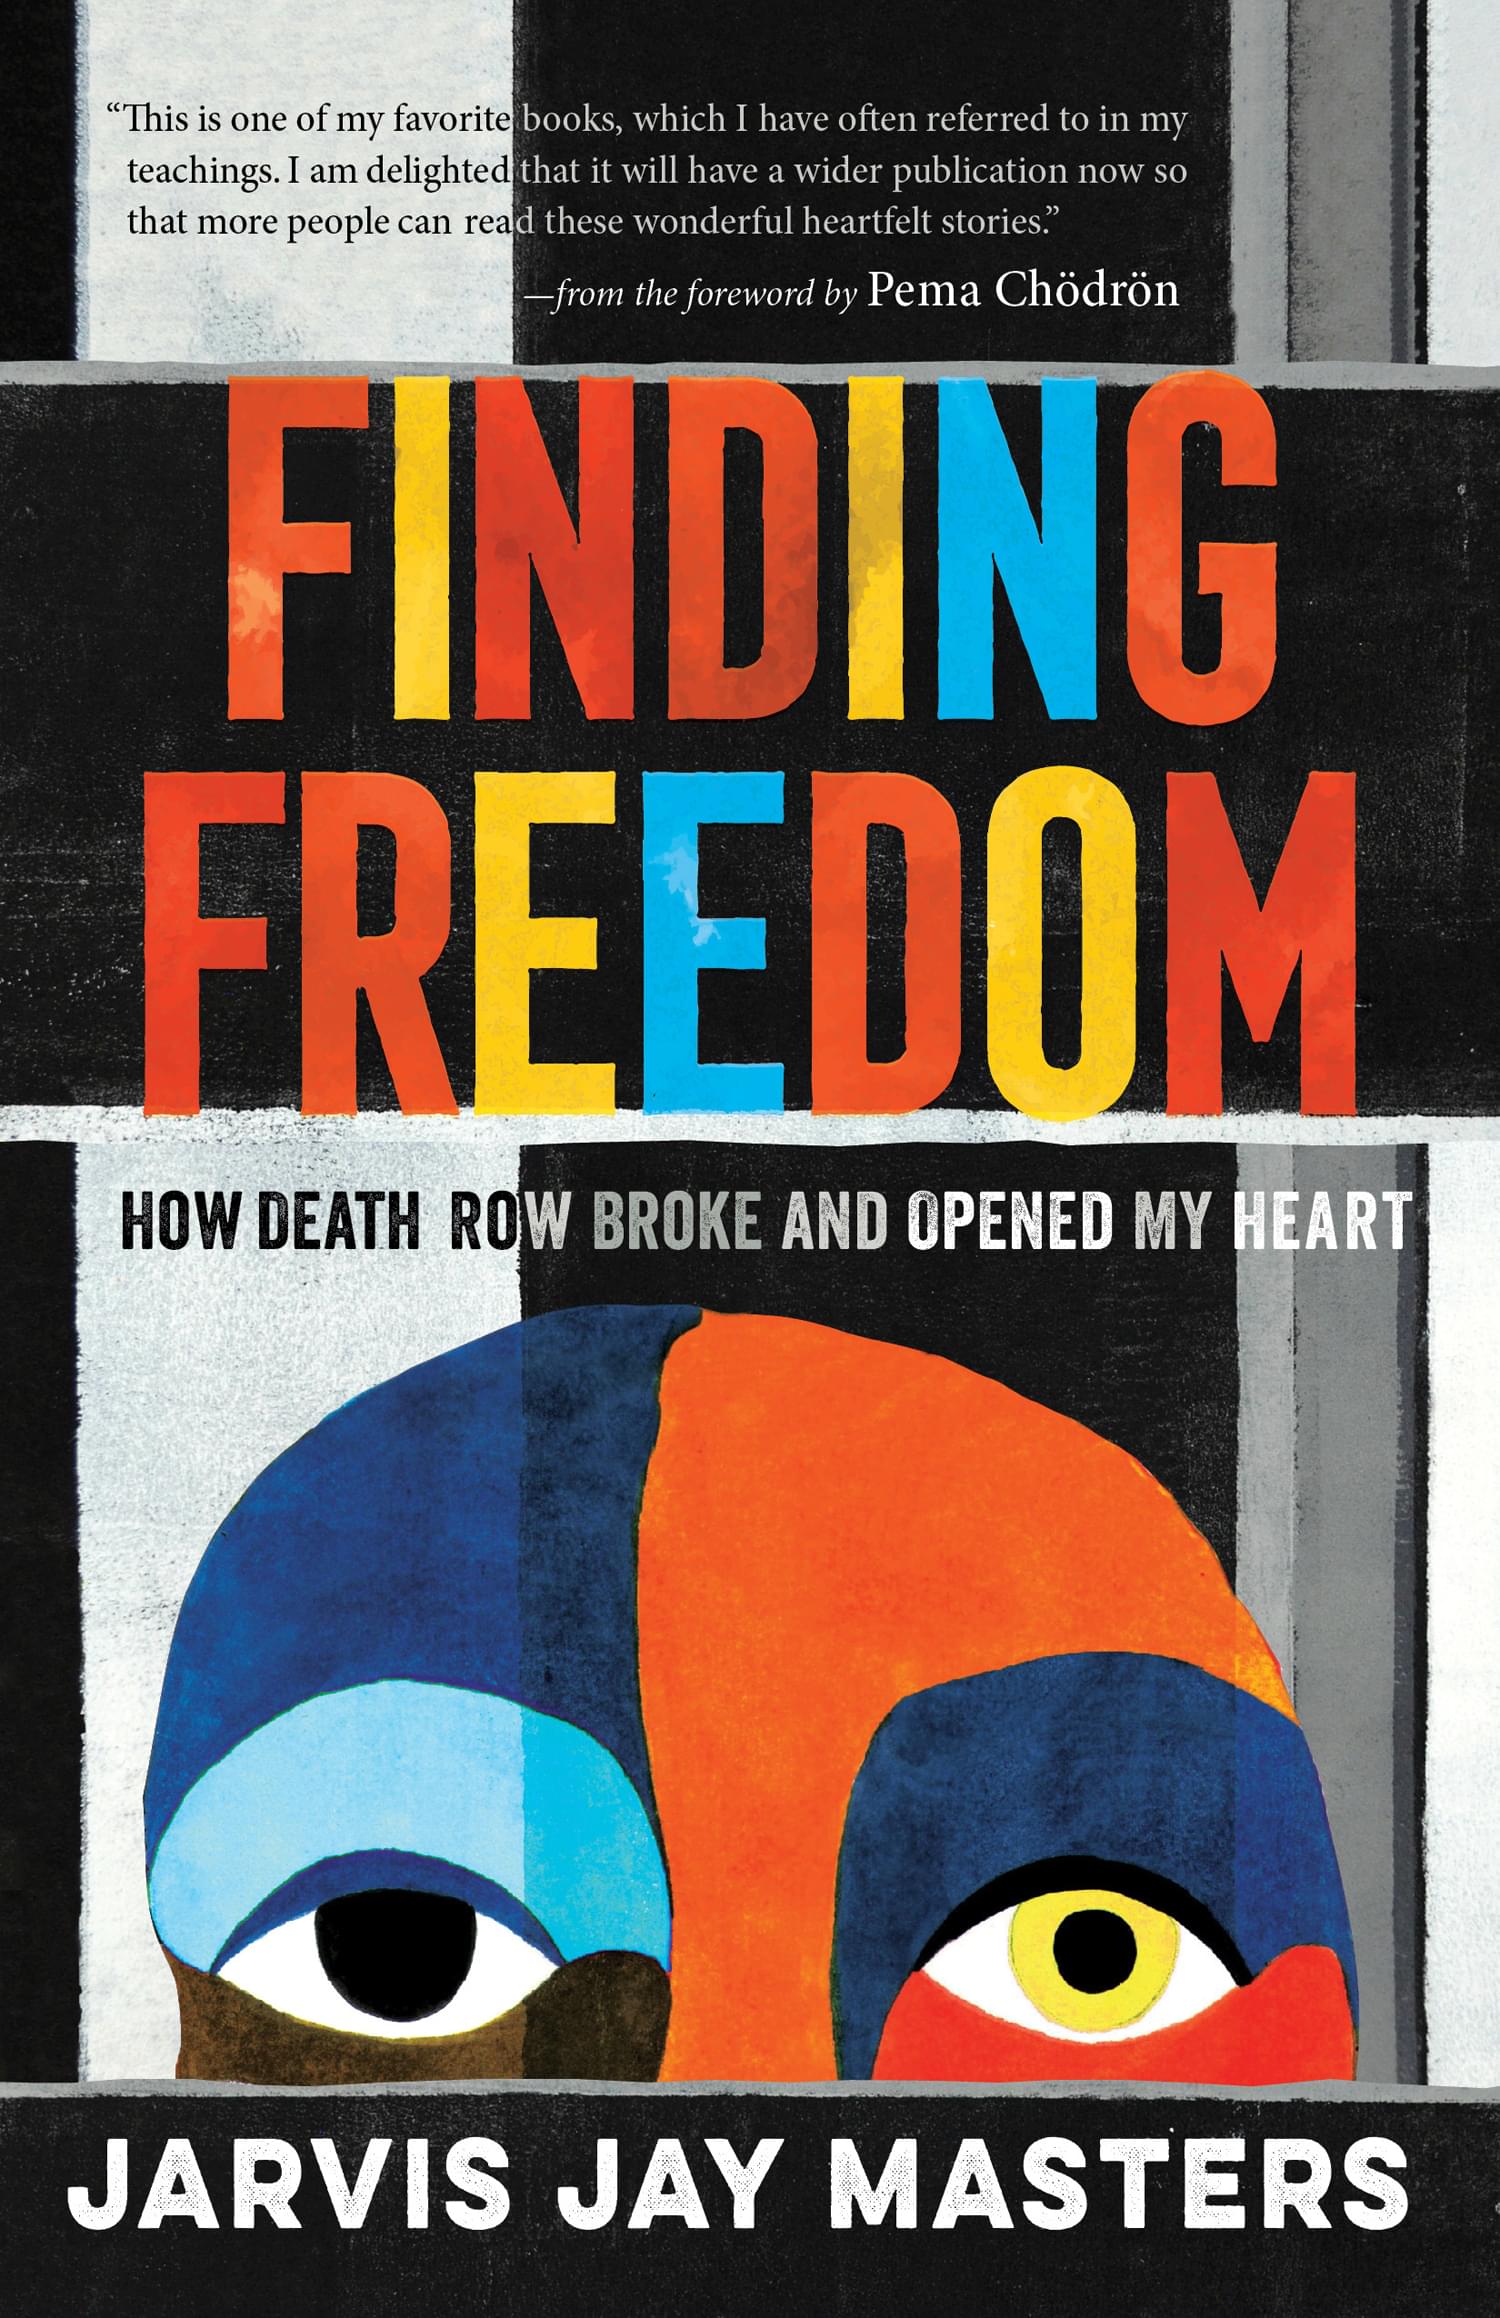 “This is one of my favorite books, which I have often referred to in my
teachings. I am delighted that it will have a wider publication now so
that more people can read these wonderful heartfelt stories.”
—from the foreword by Pema Chödrön
FINDING
FREEDOM
HOW DEATH ROW BROKE AND OPENED MY HEART
JARVIS JAY MASTERS